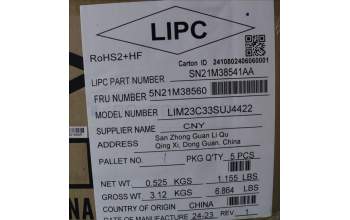 LIPC
RoHS2+HF
Carton ID 2410802406060001
LIPC PART NUMBER SN21M38541AA
FRU NUMBER 5N21M38560
MODEL NUMBER LIM23C33SUJ4422
SUPPLIER NAME CNY
ADDRESS San Zhong Guan Li Qu
Qing Xi, Dong Guan, China
PALLET NO. / PKG Q'TY 5 PCS
NET WT. 0.525 KGS 1.155 LBS
GROSS WT. 3.12 KGS 6.864 LBS
COUNTRY OF ORIGIN CHINA
24-23 REV 1